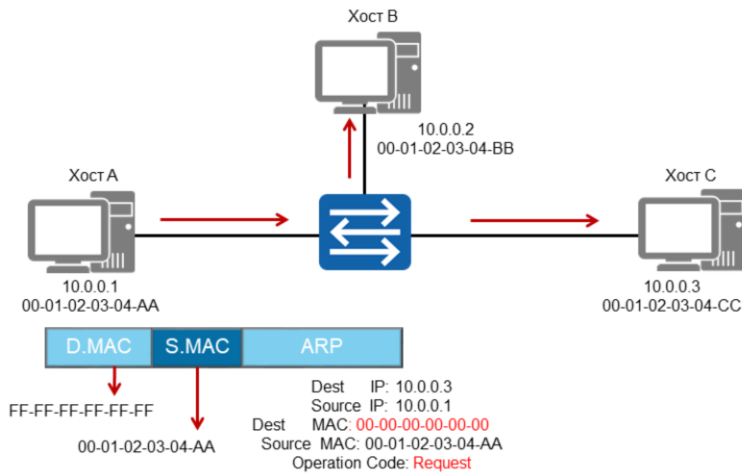 Хост B
10.0.0.2
00-01-02-03-04-BB
Хост A
Хост C
10.0.0.1
00-01-02-03-04-AA
10.0.0.3
00-01-02-03-04-CC
D.MAC S.MAC ARP
FF-FF-FF-FF-FF-FF
00-01-02-03-04-AA
Dest IP: 10.0.0.3
Source IP: 10.0.0.1
Dest MAC: 00-00-00-00-00-00
Source MAC: 00-01-02-03-04-AA
Operation Code: Request